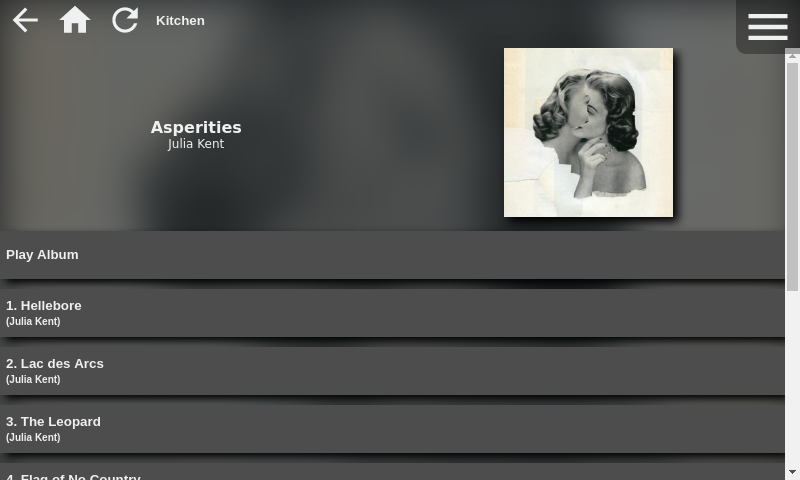 Kitchen
Asperities
Julia Kent
Play Album
1. Hellebore
(Julia Kent)
2. Lac des Arcs
(Julia Kent)
3. The Leopard
(Julia Kent)
4. Flag of No Country